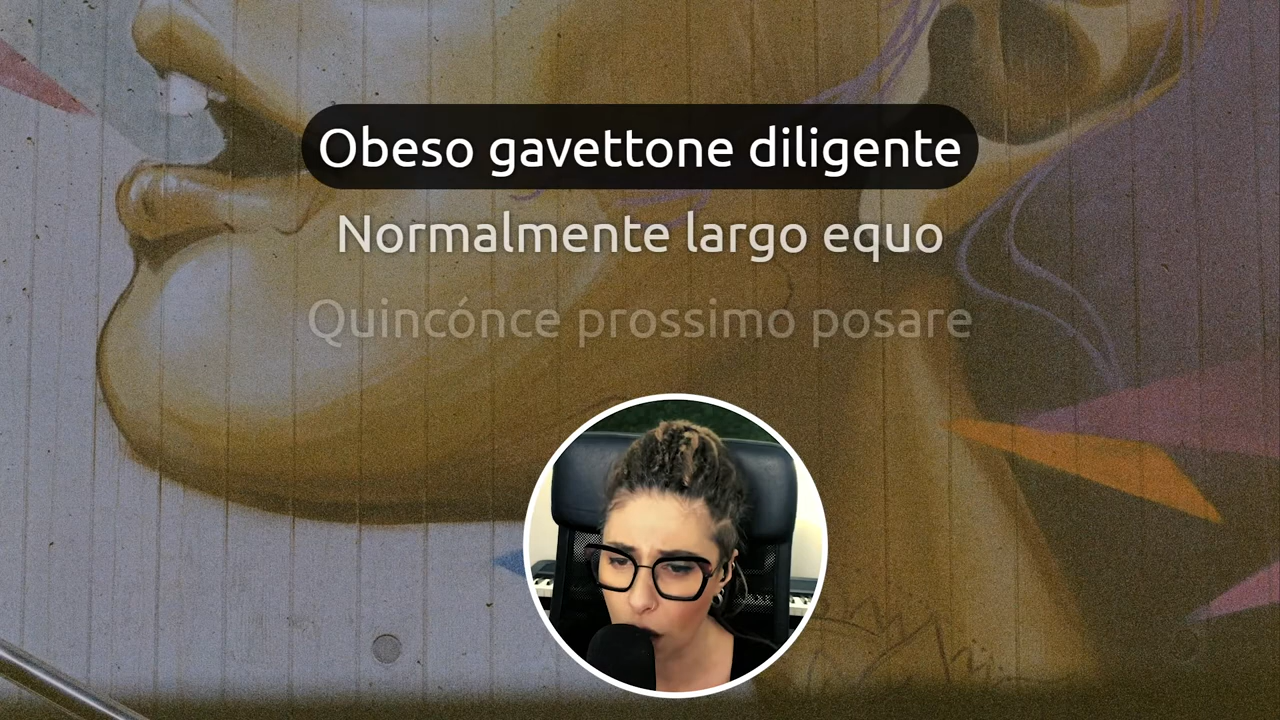 Obeso gavettone diligente
Normalmente largo equo
Quincónce prossimo posare